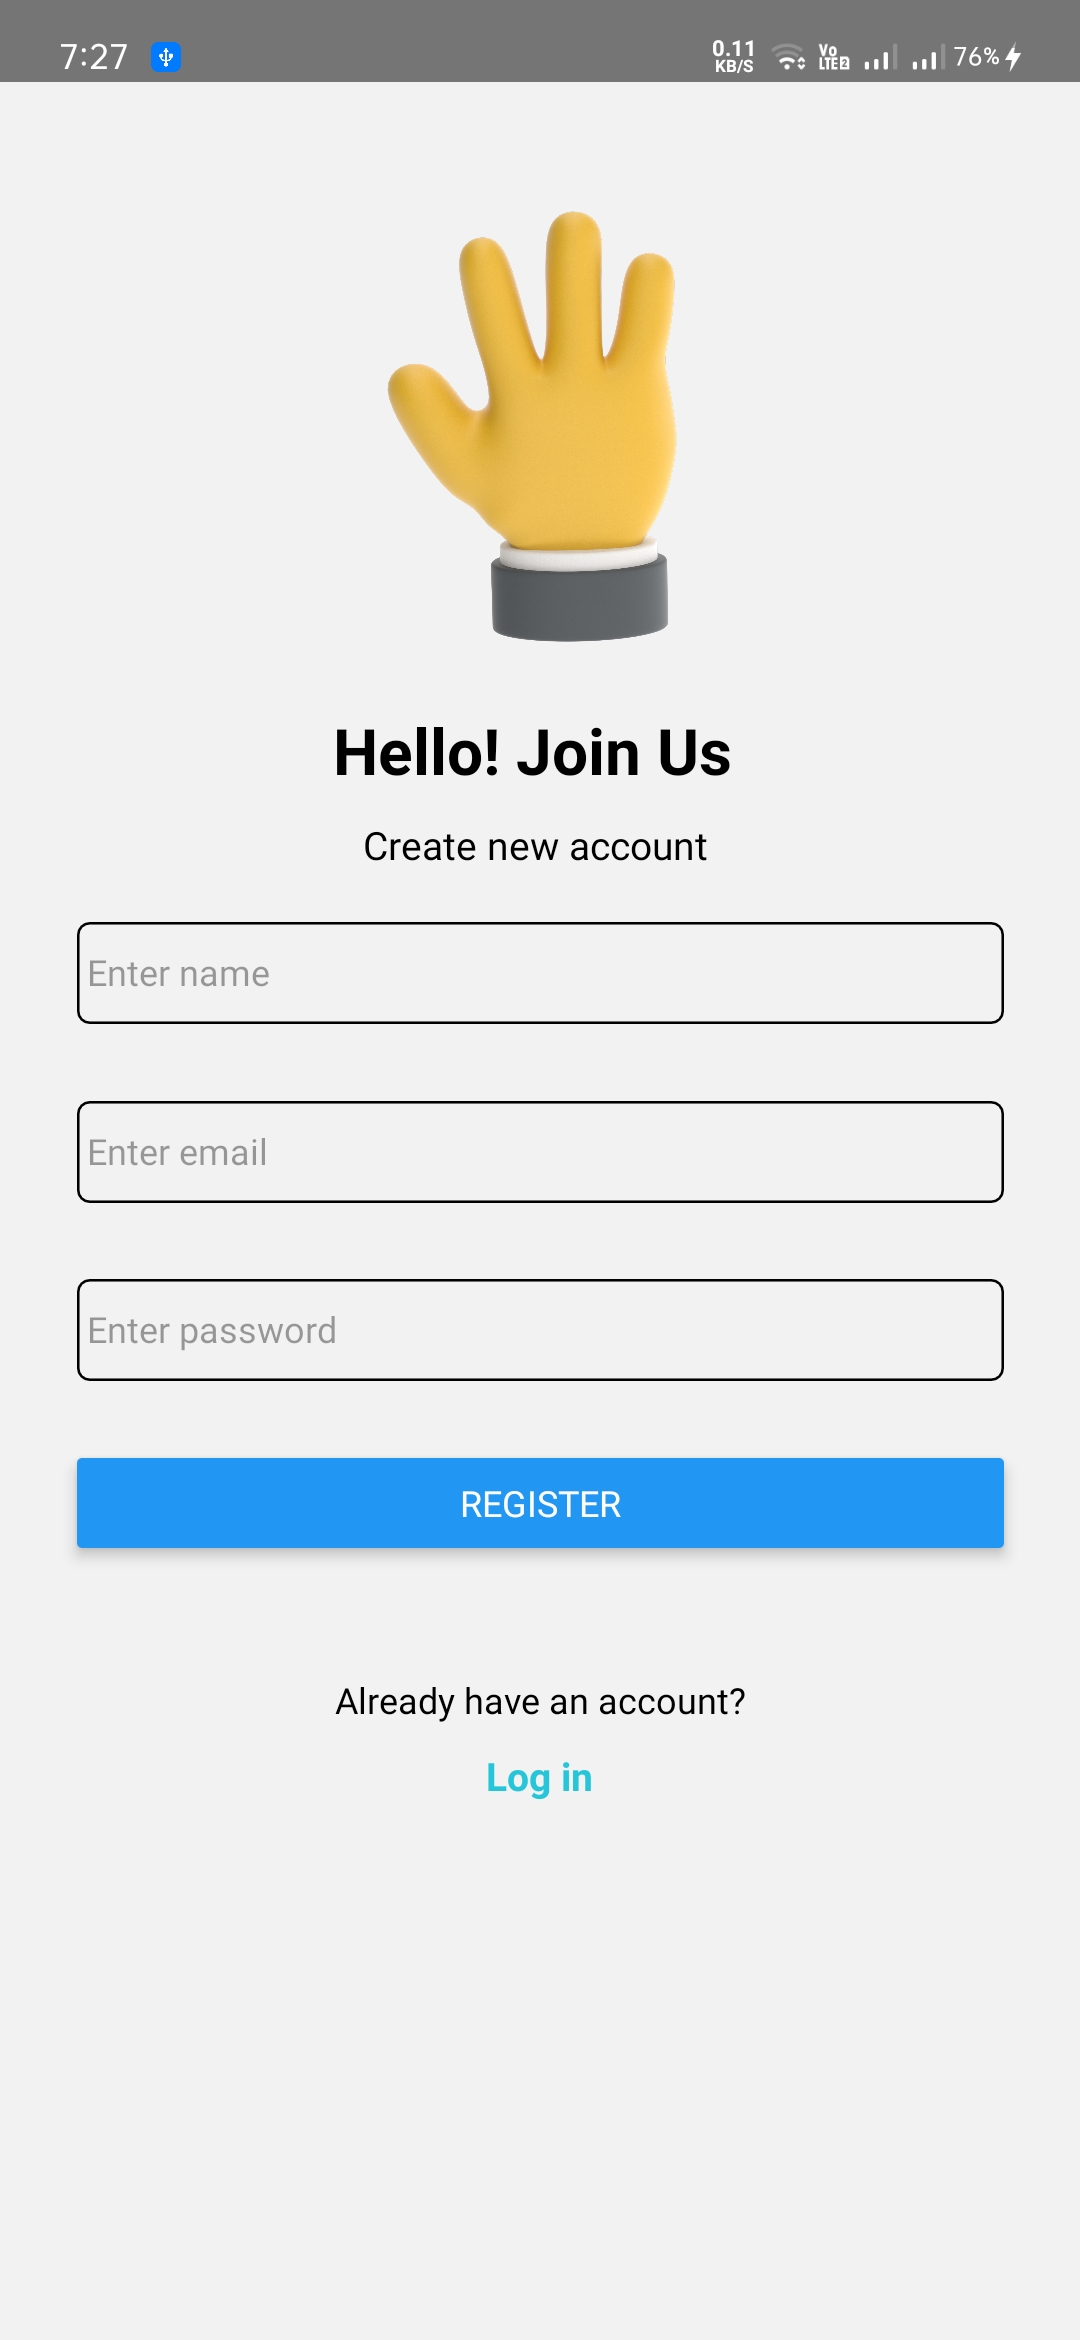 7:27
0.11
KB/S
Vo
LTE2
76%
Hello! Join Us
Create new account
Enter name
Enter email
Enter password
REGISTER
Already have an account?
Log in